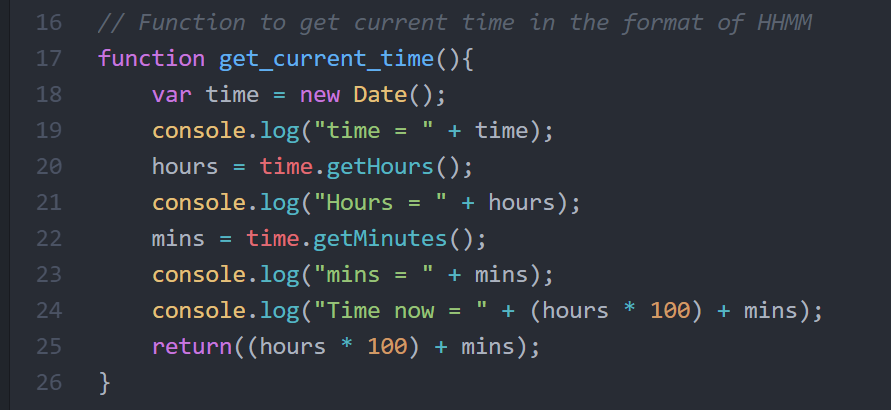 16 // Function to get current time in the format of HHMM
17 function get_current_time(){
18     var time = new Date();
19     console.log("time = " + time);
20     hours = time.getHours();
21     console.log("Hours = " + hours);
22     mins = time.getMinutes();
23     console.log("mins = " + mins);
24     console.log("Time now = " + (hours * 100) + mins);
25     return((hours * 100) + mins);
26 }